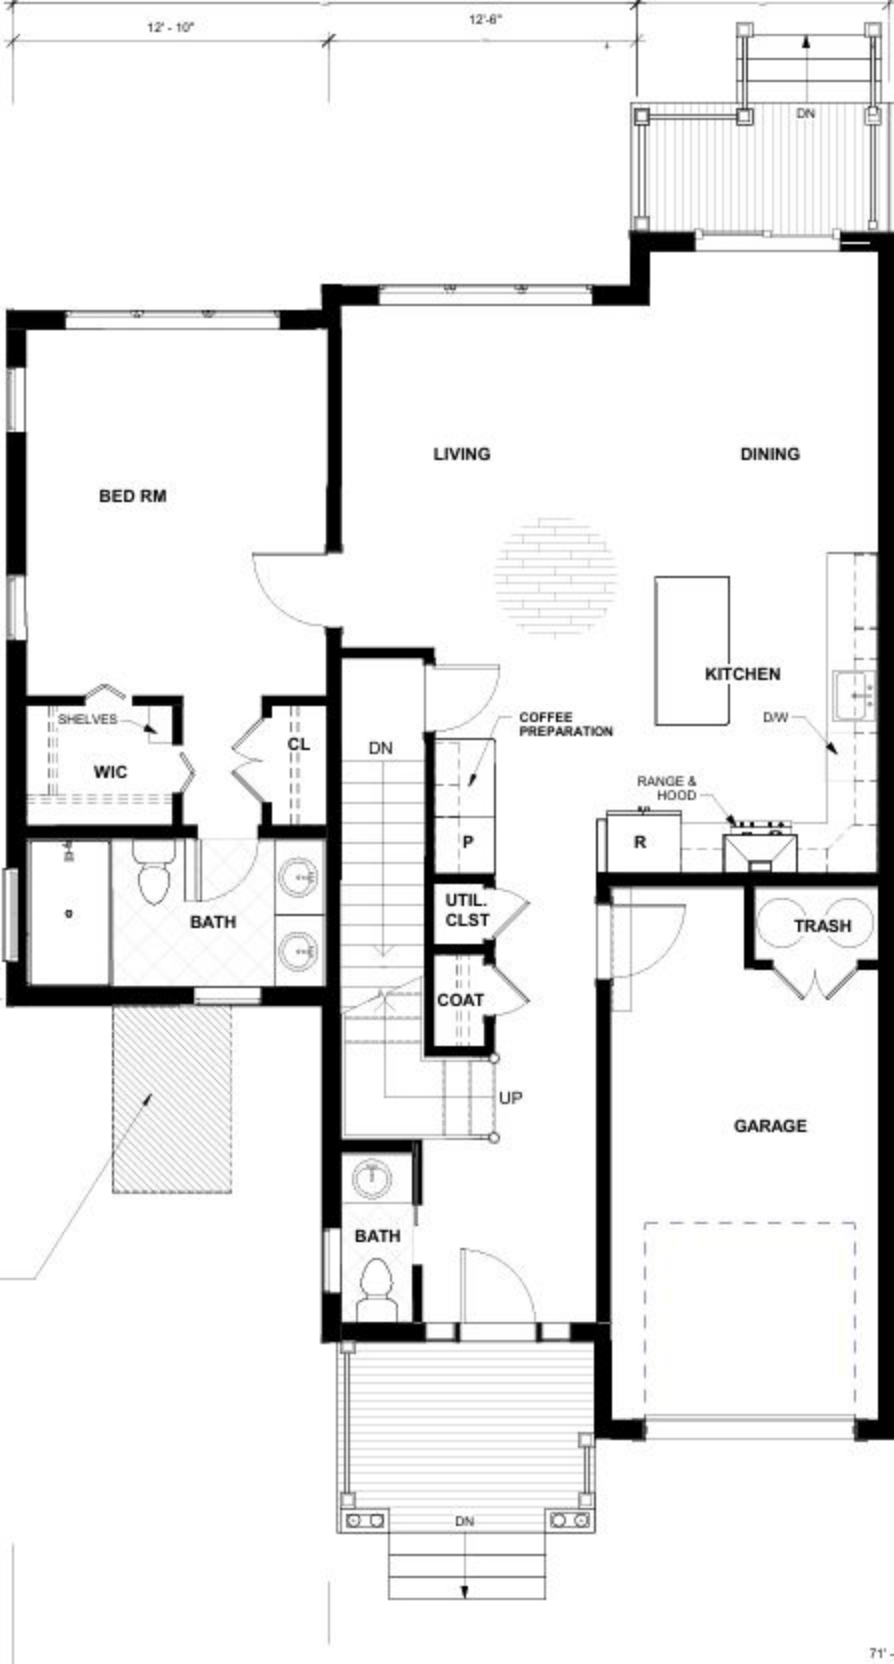 12' - 10"
12'-6"
DN
LIVING
DINING
BED RM
KITCHEN
SHELVES
COFFEE
PREPARATION
D/W
DN
CL
WIC
RANGE &
HOOD
P
R
UTIL.
CLST
BATH
TRASH
COAT
UP
GARAGE
BATH
DN
71' -